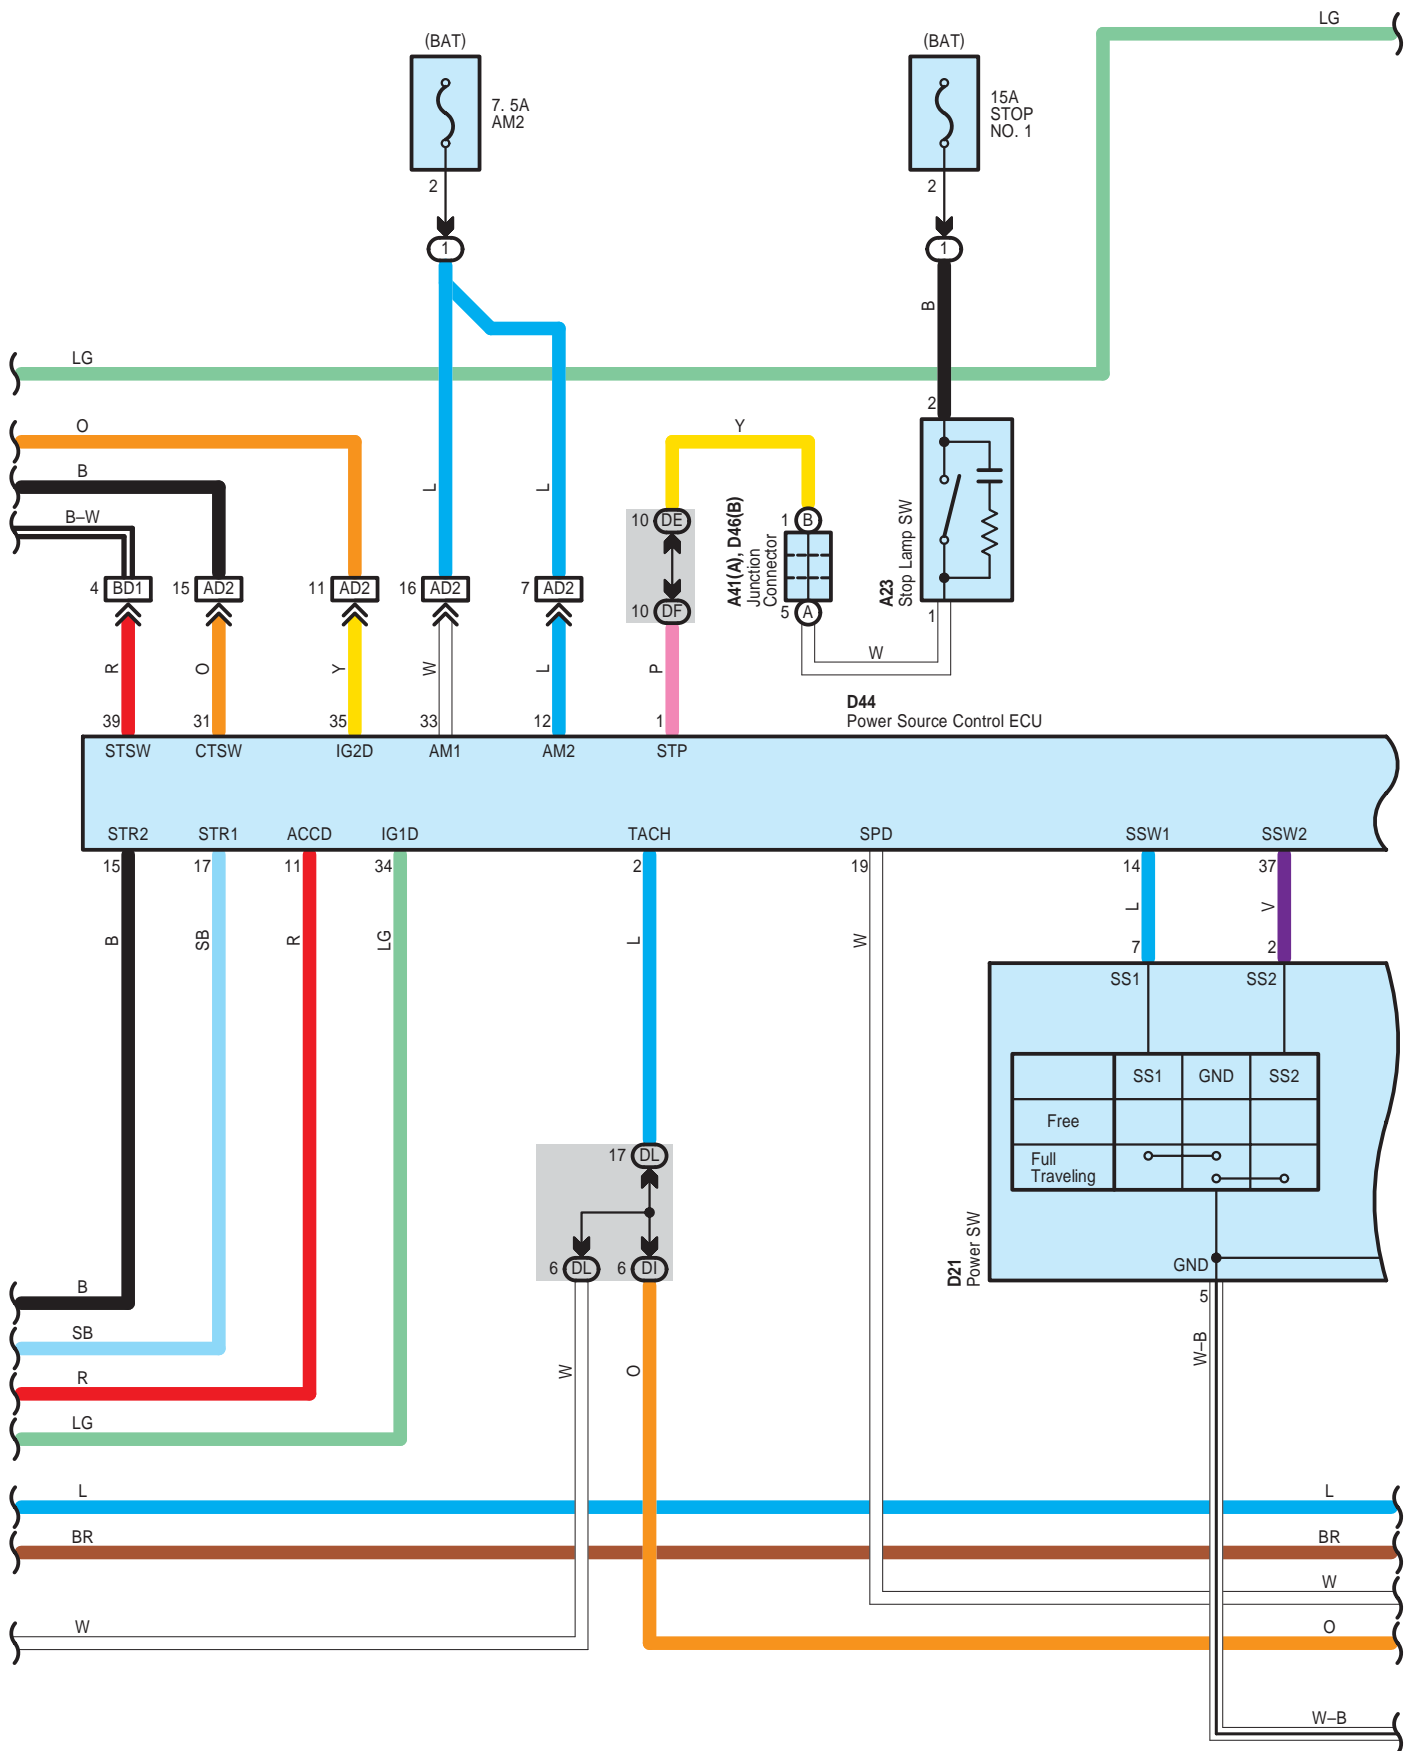 LG
(BAT)
(BAT)
7. 5A
AM2
15A
STOP
NO. 1
2
2
1
1
B
LG
2
O
Y
B
L
L
B–W
10 DE
1 B
A41(A), D46(B)
Junction
Connector
A23
Stop Lamp SW
4 BD1
15 AD2
11 AD2
16 AD2
7 AD2
10 DF
5 A
1
R
O
Y
W
L
P
W
D44
Power Source Control ECU
39
31
35
33
12
1
STSW
CTSW
IG2D
AM1
AM2
STP
STR2
STR1
ACCD
IG1D
TACH
SPD
SSW1
SSW2
15
17
11
34
2
19
14
37
B
SB
R
LG
L
W
L
V
7
2
SS1
SS2
SS1
GND
SS2
Free
Full
Traveling
17 DL
D21
Power SW
6 DL
6 DI
GND
5
B
SB
R
LG
W
O
W–B
L
L
BR
BR
W
W
O
W–B